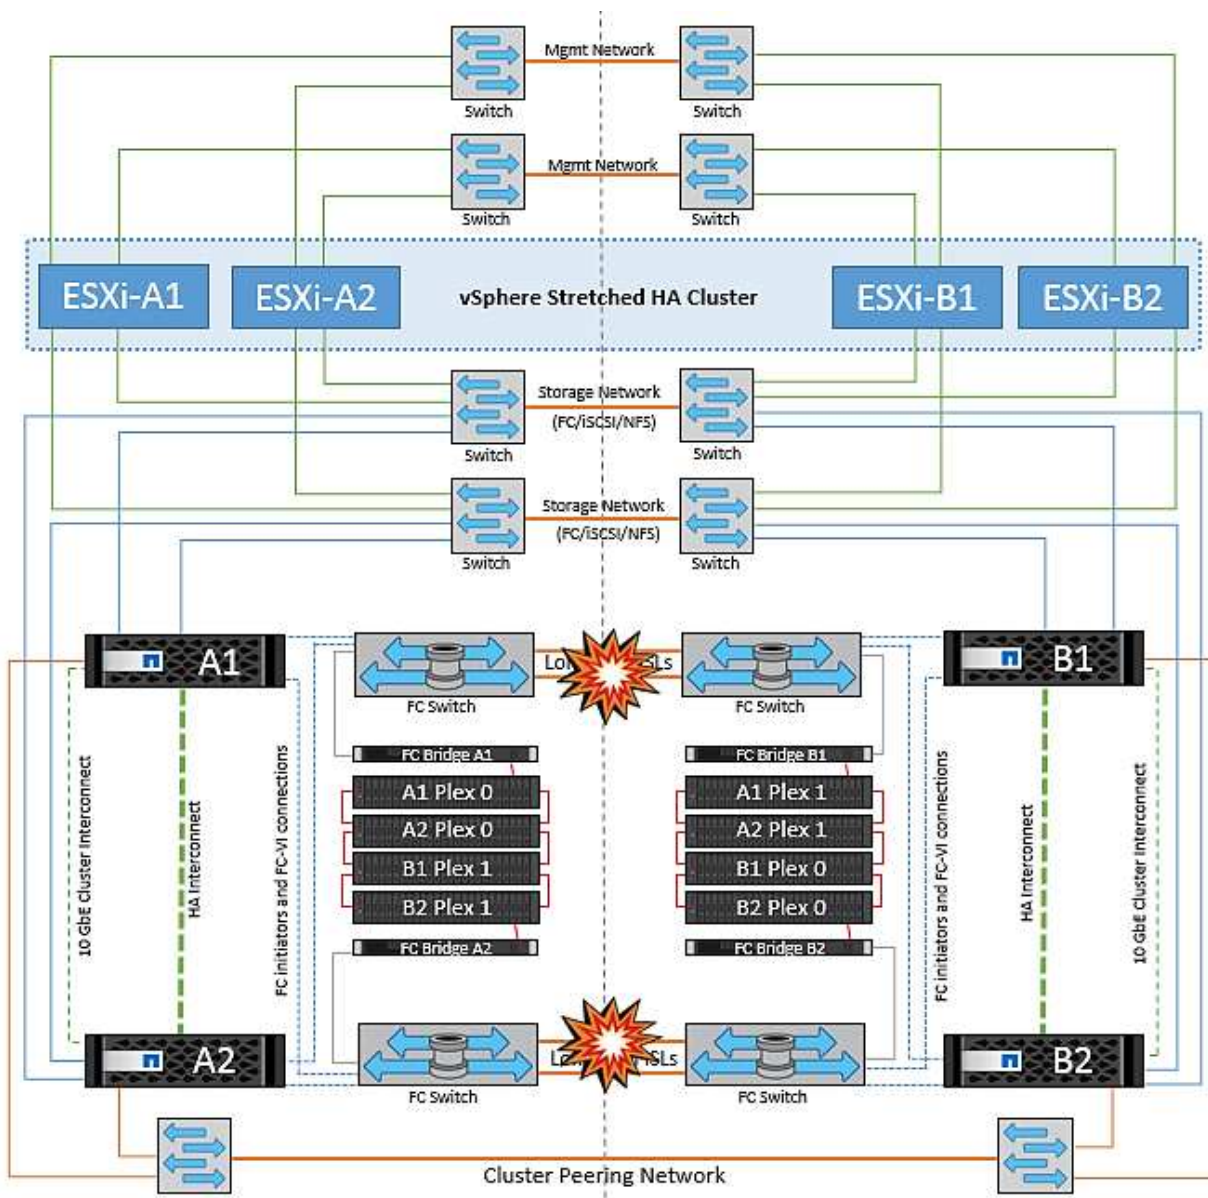 Mgmt Network
Switch
Switch
Mgmt Network
Switch
Switch
ESXi-A1
ESXi-A2
vSphere Stretched HA Cluster
ESXi-B1
ESXi-B2
Storage Network
(FC/iSCSI/NFS)
Switch
Switch
Storage Network
(FC/iSCSI/NFS)
Switch
Switch
A1
B1
FC Switch
FC Switch
FC Bridge A1
FC Bridge B1
A1 Plex 0
A1 Plex 1
A2 Plex 0
A2 Plex 1
B1 Plex 1
B1 Plex 0
B2 Plex 1
B2 Plex 0
FC Bridge A2
FC Bridge B2
10 GbE Cluster Interconnect
HA Interconnect
FC initiators and FC-VI connections
FC initiators and FC-VI connections
HA Interconnect
10 GbE Cluster Interconnect
A2
B2
FC Switch
FC Switch
Cluster Peering Network